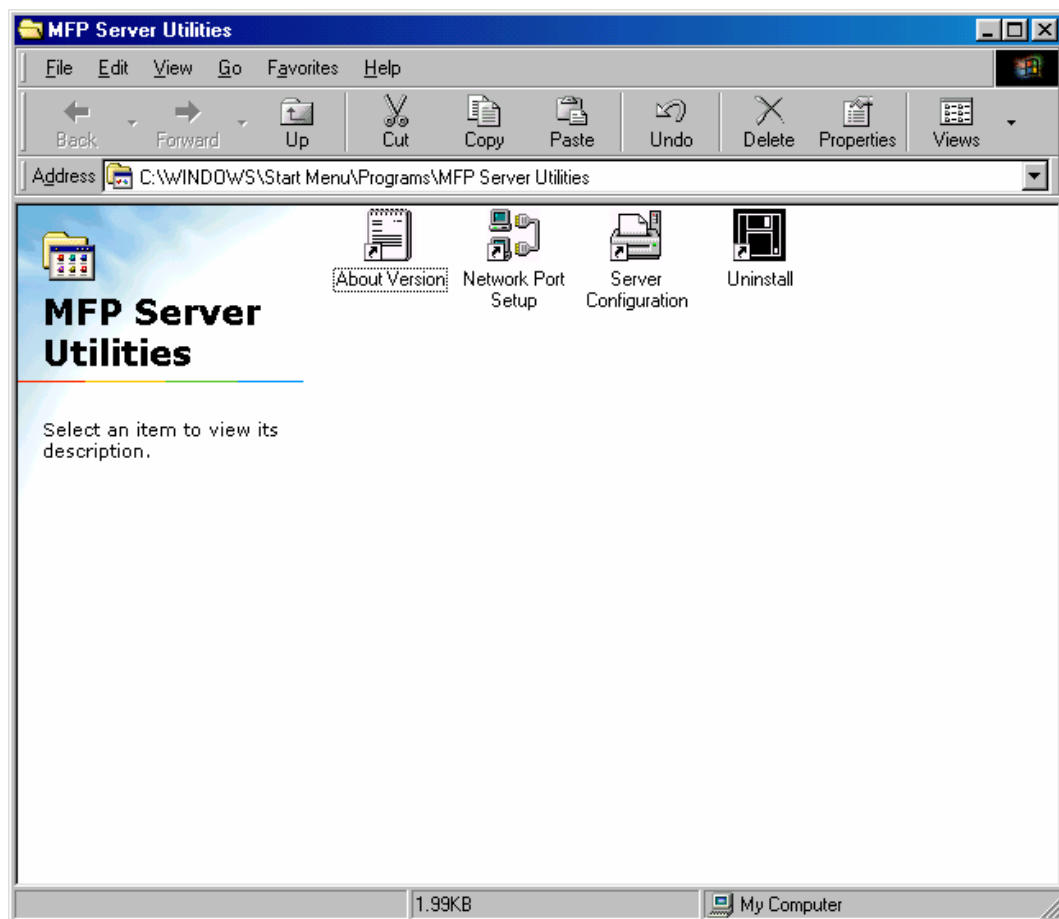 MFP Server Utilities
File Edit View Go Favorites Help
Back Forward Up Cut Copy Paste Undo Delete Properties Views
Address C:\WINDOWS\Start Menu\Programs\MFP Server Utilities
MFP Server
Utilities
Select an item to view its
description.
About Version
Network Port
Setup
Server
Configuration
Uninstall
1.99KB
My Computer